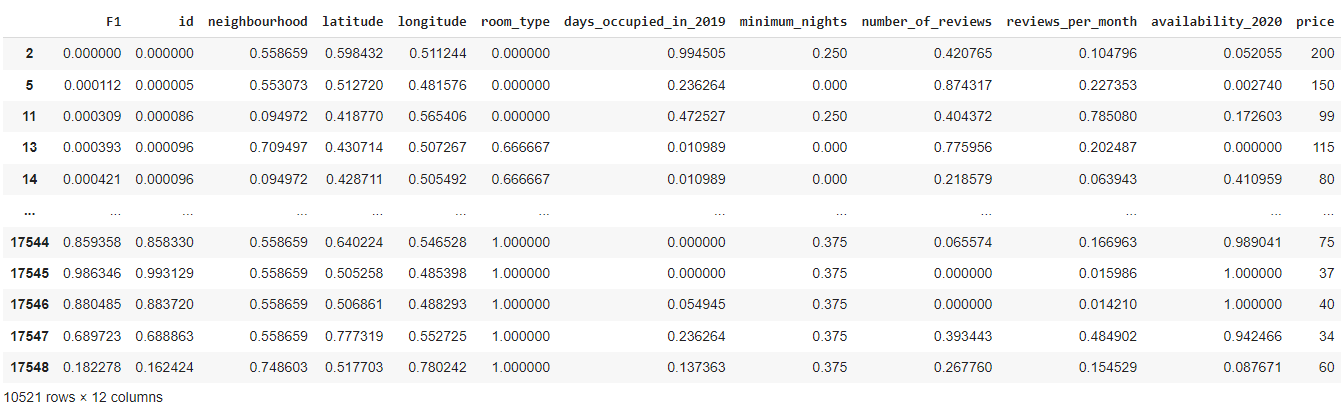 F1 id neighbourhood latitude longitude room_type days_occupied_in_2019 minimum_nights number_of_reviews reviews_per_month availability_2020 price
2 0.000000 0.000000 0.558659 0.598432 0.511244 0.000000 0.994505 0.250 0.420765 0.104796 0.052055 200
5 0.000112 0.000005 0.553073 0.512720 0.481576 0.000000 0.236264 0.000 0.874317 0.227353 0.002740 150
11 0.000309 0.000086 0.094972 0.418770 0.565406 0.000000 0.472527 0.250 0.404372 0.785080 0.172603 99
13 0.000393 0.000096 0.709497 0.430714 0.507267 0.666667 0.010989 0.000 0.775956 0.202487 0.000000 115
14 0.000421 0.000096 0.094972 0.428711 0.505492 0.666667 0.010989 0.000 0.218579 0.063943 0.410959 80
... ... ... ... ... ... ... ... ... ... ... ... ...
17544 0.859358 0.858330 0.558659 0.640224 0.546528 1.000000 0.000000 0.375 0.065574 0.166963 0.989041 75
17545 0.986346 0.993129 0.558659 0.505258 0.485398 1.000000 0.000000 0.375 0.000000 0.015986 1.000000 37
17546 0.880485 0.883720 0.558659 0.506861 0.488293 1.000000 0.054945 0.375 0.000000 0.014210 1.000000 40
17547 0.689723 0.688863 0.558659 0.777319 0.552725 1.000000 0.236264 0.375 0.393443 0.484902 0.942466 34
17548 0.182278 0.162424 0.748603 0.517703 0.780242 1.000000 0.137363 0.375 0.267760 0.154529 0.087671 60
10521 rows × 12 columns